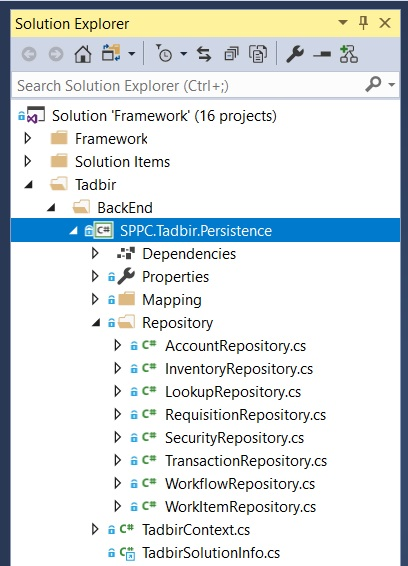 Solution Explorer
Search Solution Explorer (Ctrl+;)
Solution 'Framework' (16 projects)
Framework
Solution Items
Tadbir
BackEnd
C# SPPC.Tadbir.Persistence
Dependencies
Properties
Mapping
Repository
C# AccountRepository.cs
C# InventoryRepository.cs
C# LookupRepository.cs
C# RequisitionRepository.cs
C# SecurityRepository.cs
C# TransactionRepository.cs
C# WorkflowRepository.cs
C# WorkItemRepository.cs
C# TadbirContext.cs
C# TadbirSolutionInfo.cs